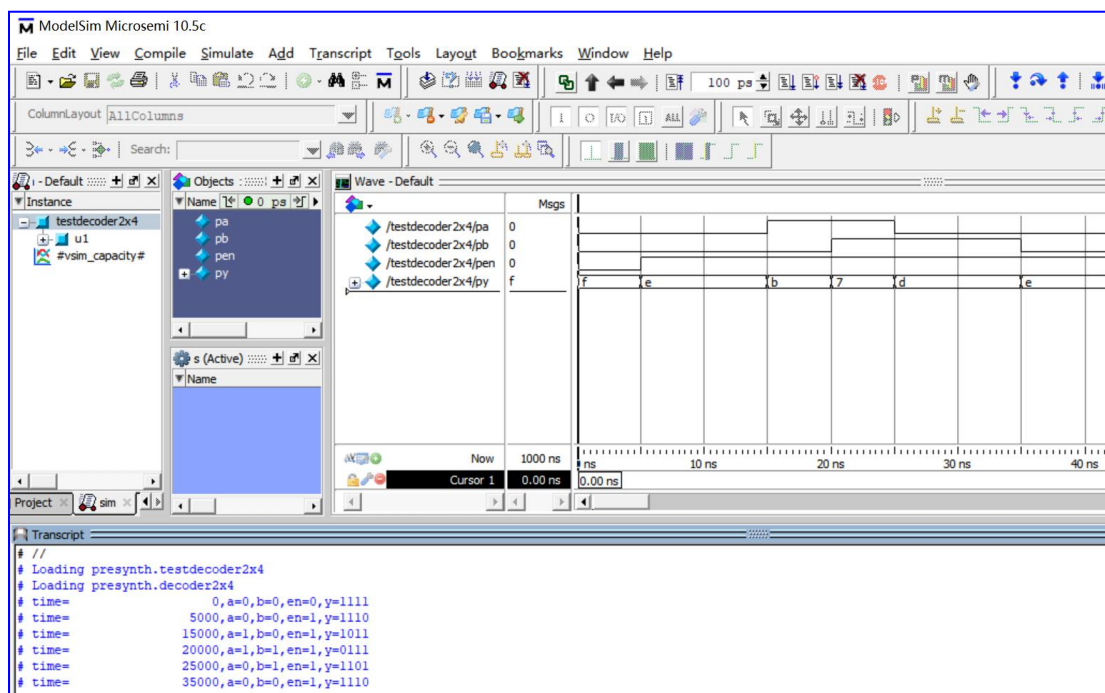 ModelSim Microsemi 10.5c
File Edit View Compile Simulate Add Transcript Tools Layout Bookmarks Window Help
100 ps
ColumnLayout AllColumns
I O I/O ALL
Search:
- Default
Objects
Wave - Default
Instance
Name 0 ps
Msgs
testdecoder2x4
u1
#vsim_capacity#
pa
pb
pen
py
/testdecoder2x4/pa 0
/testdecoder2x4/pb 0
/testdecoder2x4/pen 0
/testdecoder2x4/py f f e b 7 d e
s (Active)
Name
Now 1000 ns
ns 10 ns 20 ns 30 ns 40 ns
Cursor 1 0.00 ns 0.00 ns
Project sim
Transcript
# //
# Loading presynth.testdecoder2x4
# Loading presynth.decoder2x4
# time= 0,a=0,b=0,en=0,y=1111
# time= 5000,a=0,b=0,en=1,y=1110
# time= 15000,a=1,b=0,en=1,y=1011
# time= 20000,a=1,b=1,en=1,y=0111
# time= 25000,a=0,b=1,en=1,y=1101
# time= 35000,a=0,b=0,en=1,y=1110